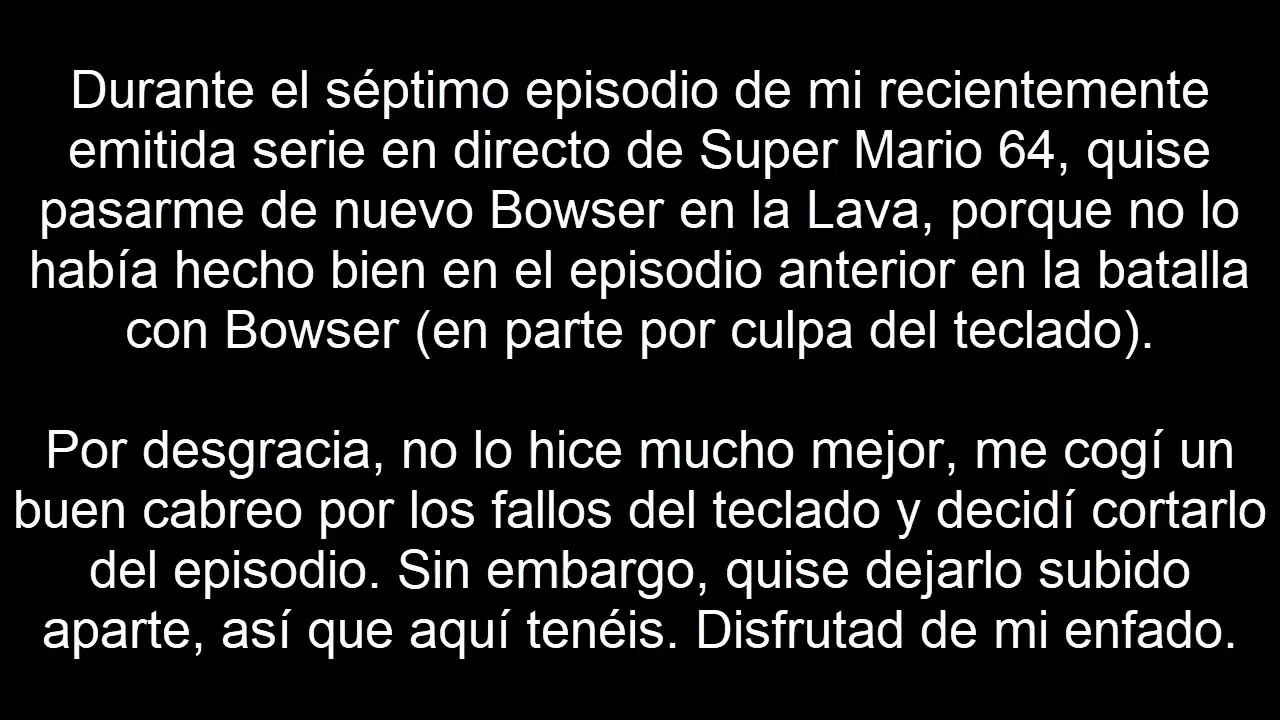 Durante el séptimo episodio de mi recientemente
emitida serie en directo de Super Mario 64, quise
pasarme de nuevo Bowser en la Lava, porque no lo
había hecho bien en el episodio anterior en la batalla
con Bowser (en parte por culpa del teclado).
Por desgracia, no lo hice mucho mejor, me cogí un
buen cabreo por los fallos del teclado y decidí cortarlo
del episodio. Sin embargo, quise dejarlo subido
aparte, así que aquí tenéis. Disfrutad de mi enfado.